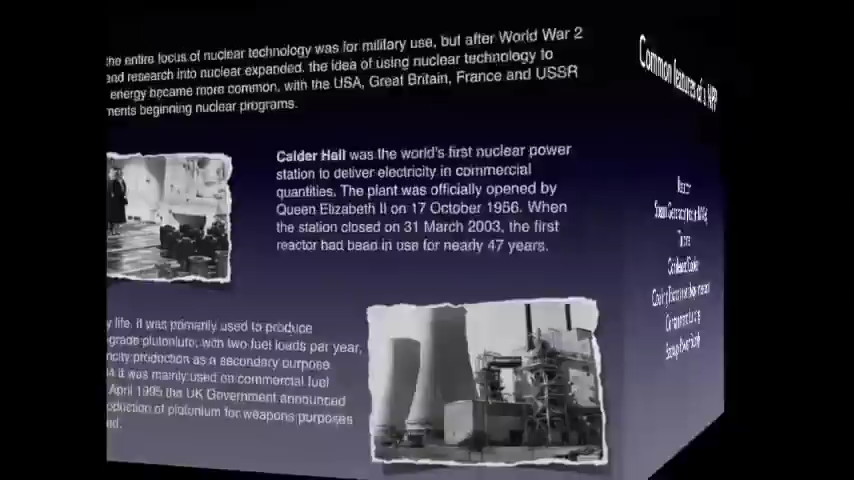 the entire focus of nuclear technology was for military use, but after World War 2
and research into nuclear expanded, the idea of using nuclear technology to
energy became more common, with the USA, Great Britain, France and USSR
ments beginning nuclear programs.
Calder Hall was the world's first nuclear power
station to deliver electricity in commercial
quantities. The plant was officially opened by
Queen Elizabeth II on 17 October 1956. When
the station closed on 31 March 2003, the first
reactor had been in use for nearly 47 years.
y life, it was primarily used to produce
grade plutonium, with two fuel loads per year,
city production as a secondary purpose
it was mainly used on commercial fuel
April 1995 the UK Government announced
oduction of plutonium for weapons purposes
ed.
Common features of a NPP
Reactor
Turbine